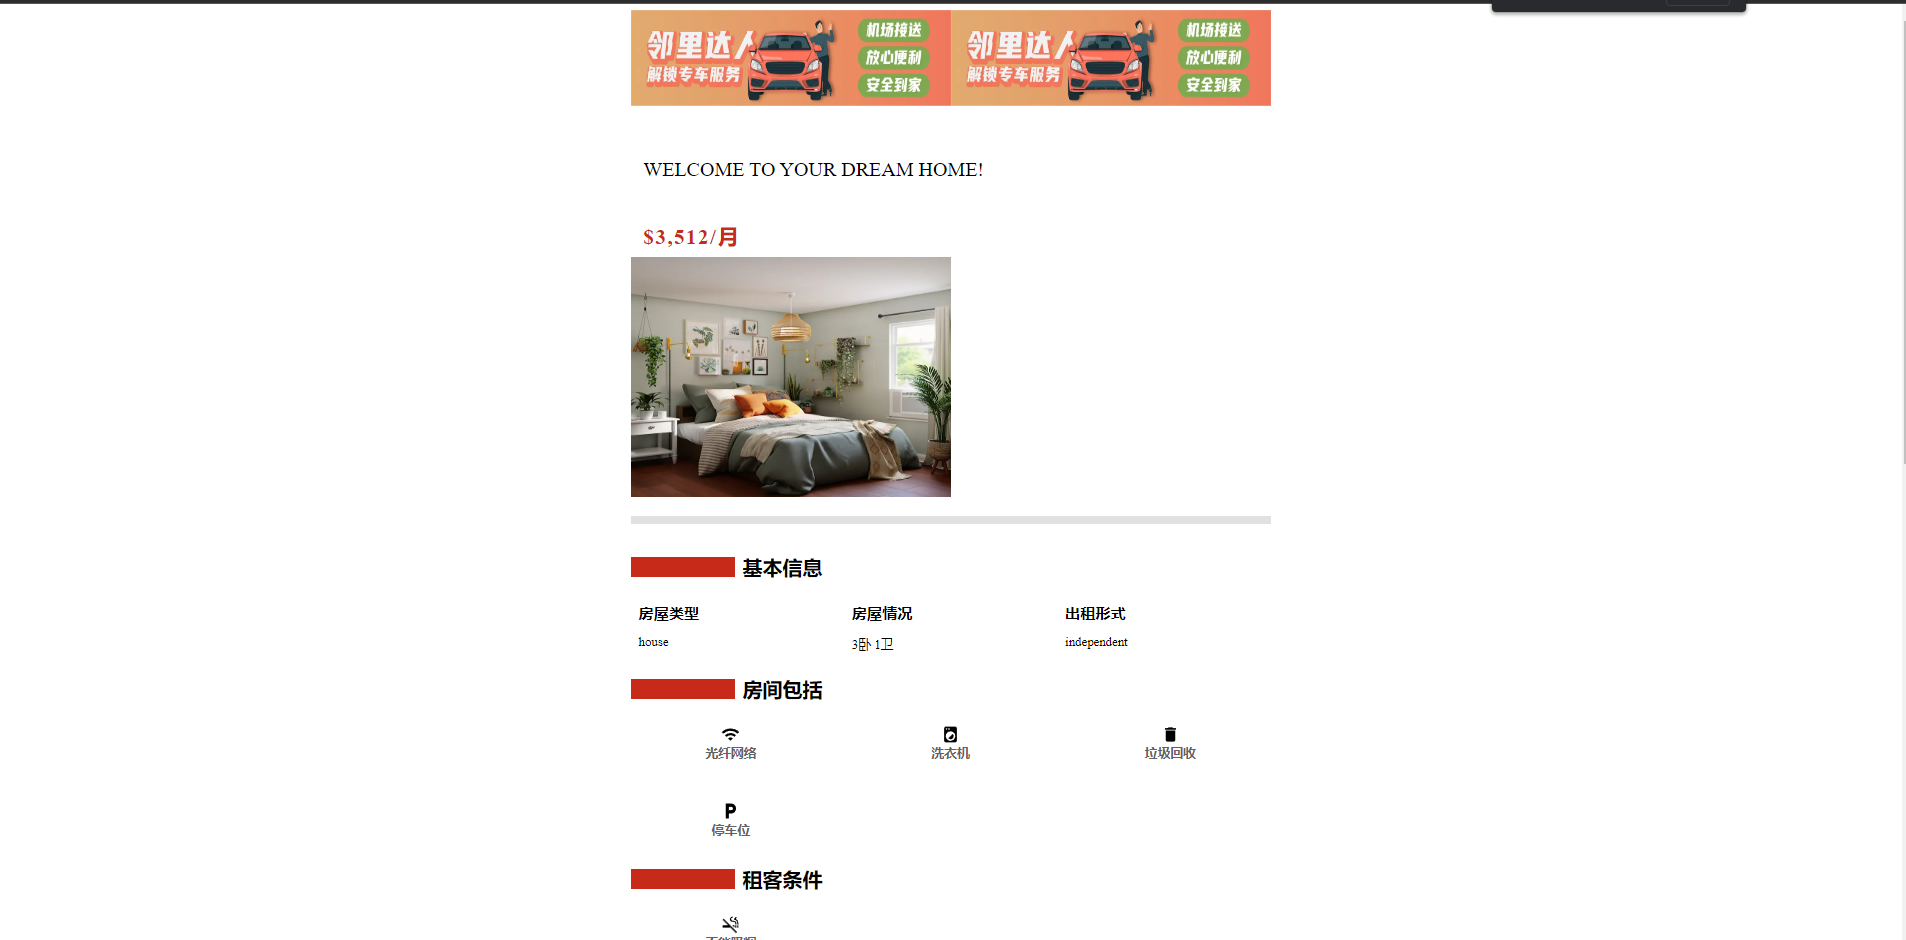 邻里达人
解锁专车服务
机场接送
放心便利
安全到家
邻里达人
解锁专车服务
机场接送
放心便利
安全到家
WELCOME TO YOUR DREAM HOME!
$3,512/月
基本信息
房屋类型 房屋情况 出租形式
house 3卧 1卫 independent
房间包括
光纤网络 洗衣机 垃圾回收
P
停车位
租客条件